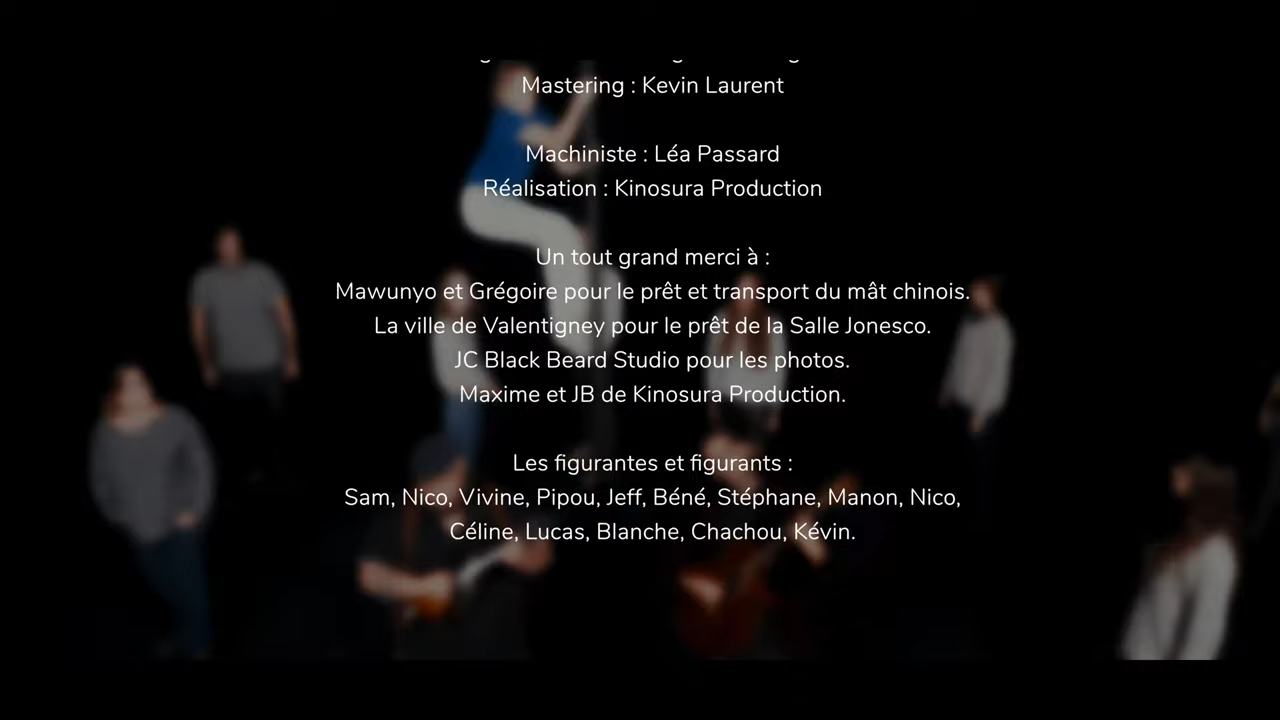 Mastering : Kevin Laurent
Machiniste : Léa Passard
Réalisation : Kinosura Production
Un tout grand merci à :
Mawunyo et Grégoire pour le prêt et transport du mât chinois.
La ville de Valentigney pour le prêt de la Salle Jonesco.
JC Black Beard Studio pour les photos.
Maxime et JB de Kinosura Production.
Les figurantes et figurants :
Sam, Nico, Vivine, Pipou, Jeff, Béné, Stéphane, Manon, Nico,
Céline, Lucas, Blanche, Chachou, Kévin.